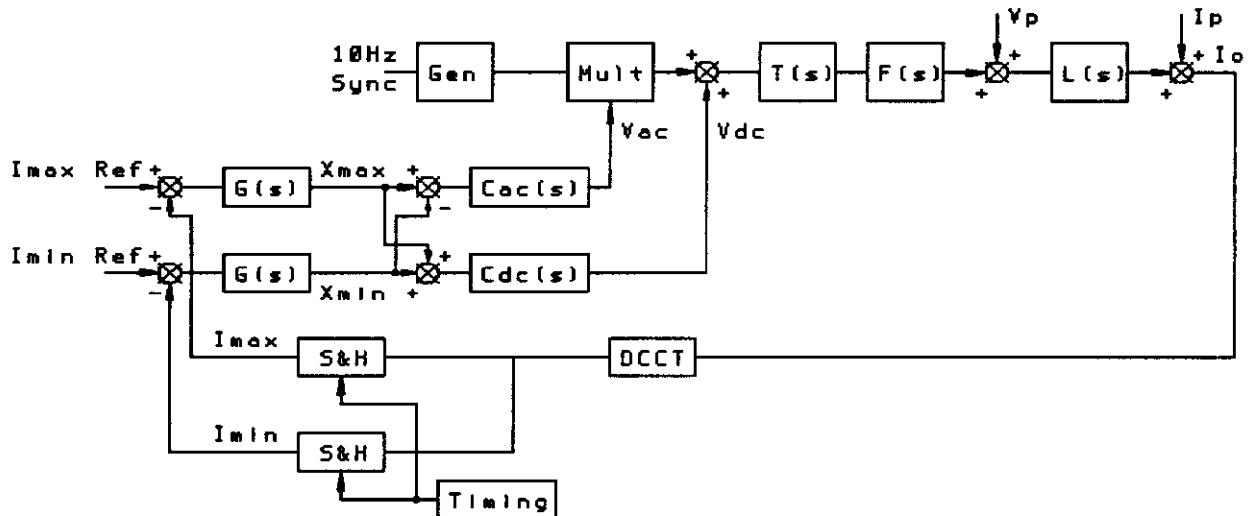 Vp
Ip
10Hz
Sync
Gen
Mult
+
+
T(s)
F(s)
+
+
L(s)
+
+
Io
Vac
Vdc
Imax Ref
+
-
G(s)
Xmax
+
-
Cac(s)
Imin Ref
+
-
G(s)
Xmin
+
+
Cdc(s)
Imax
S&H
DCCT
Imin
S&H
Timing